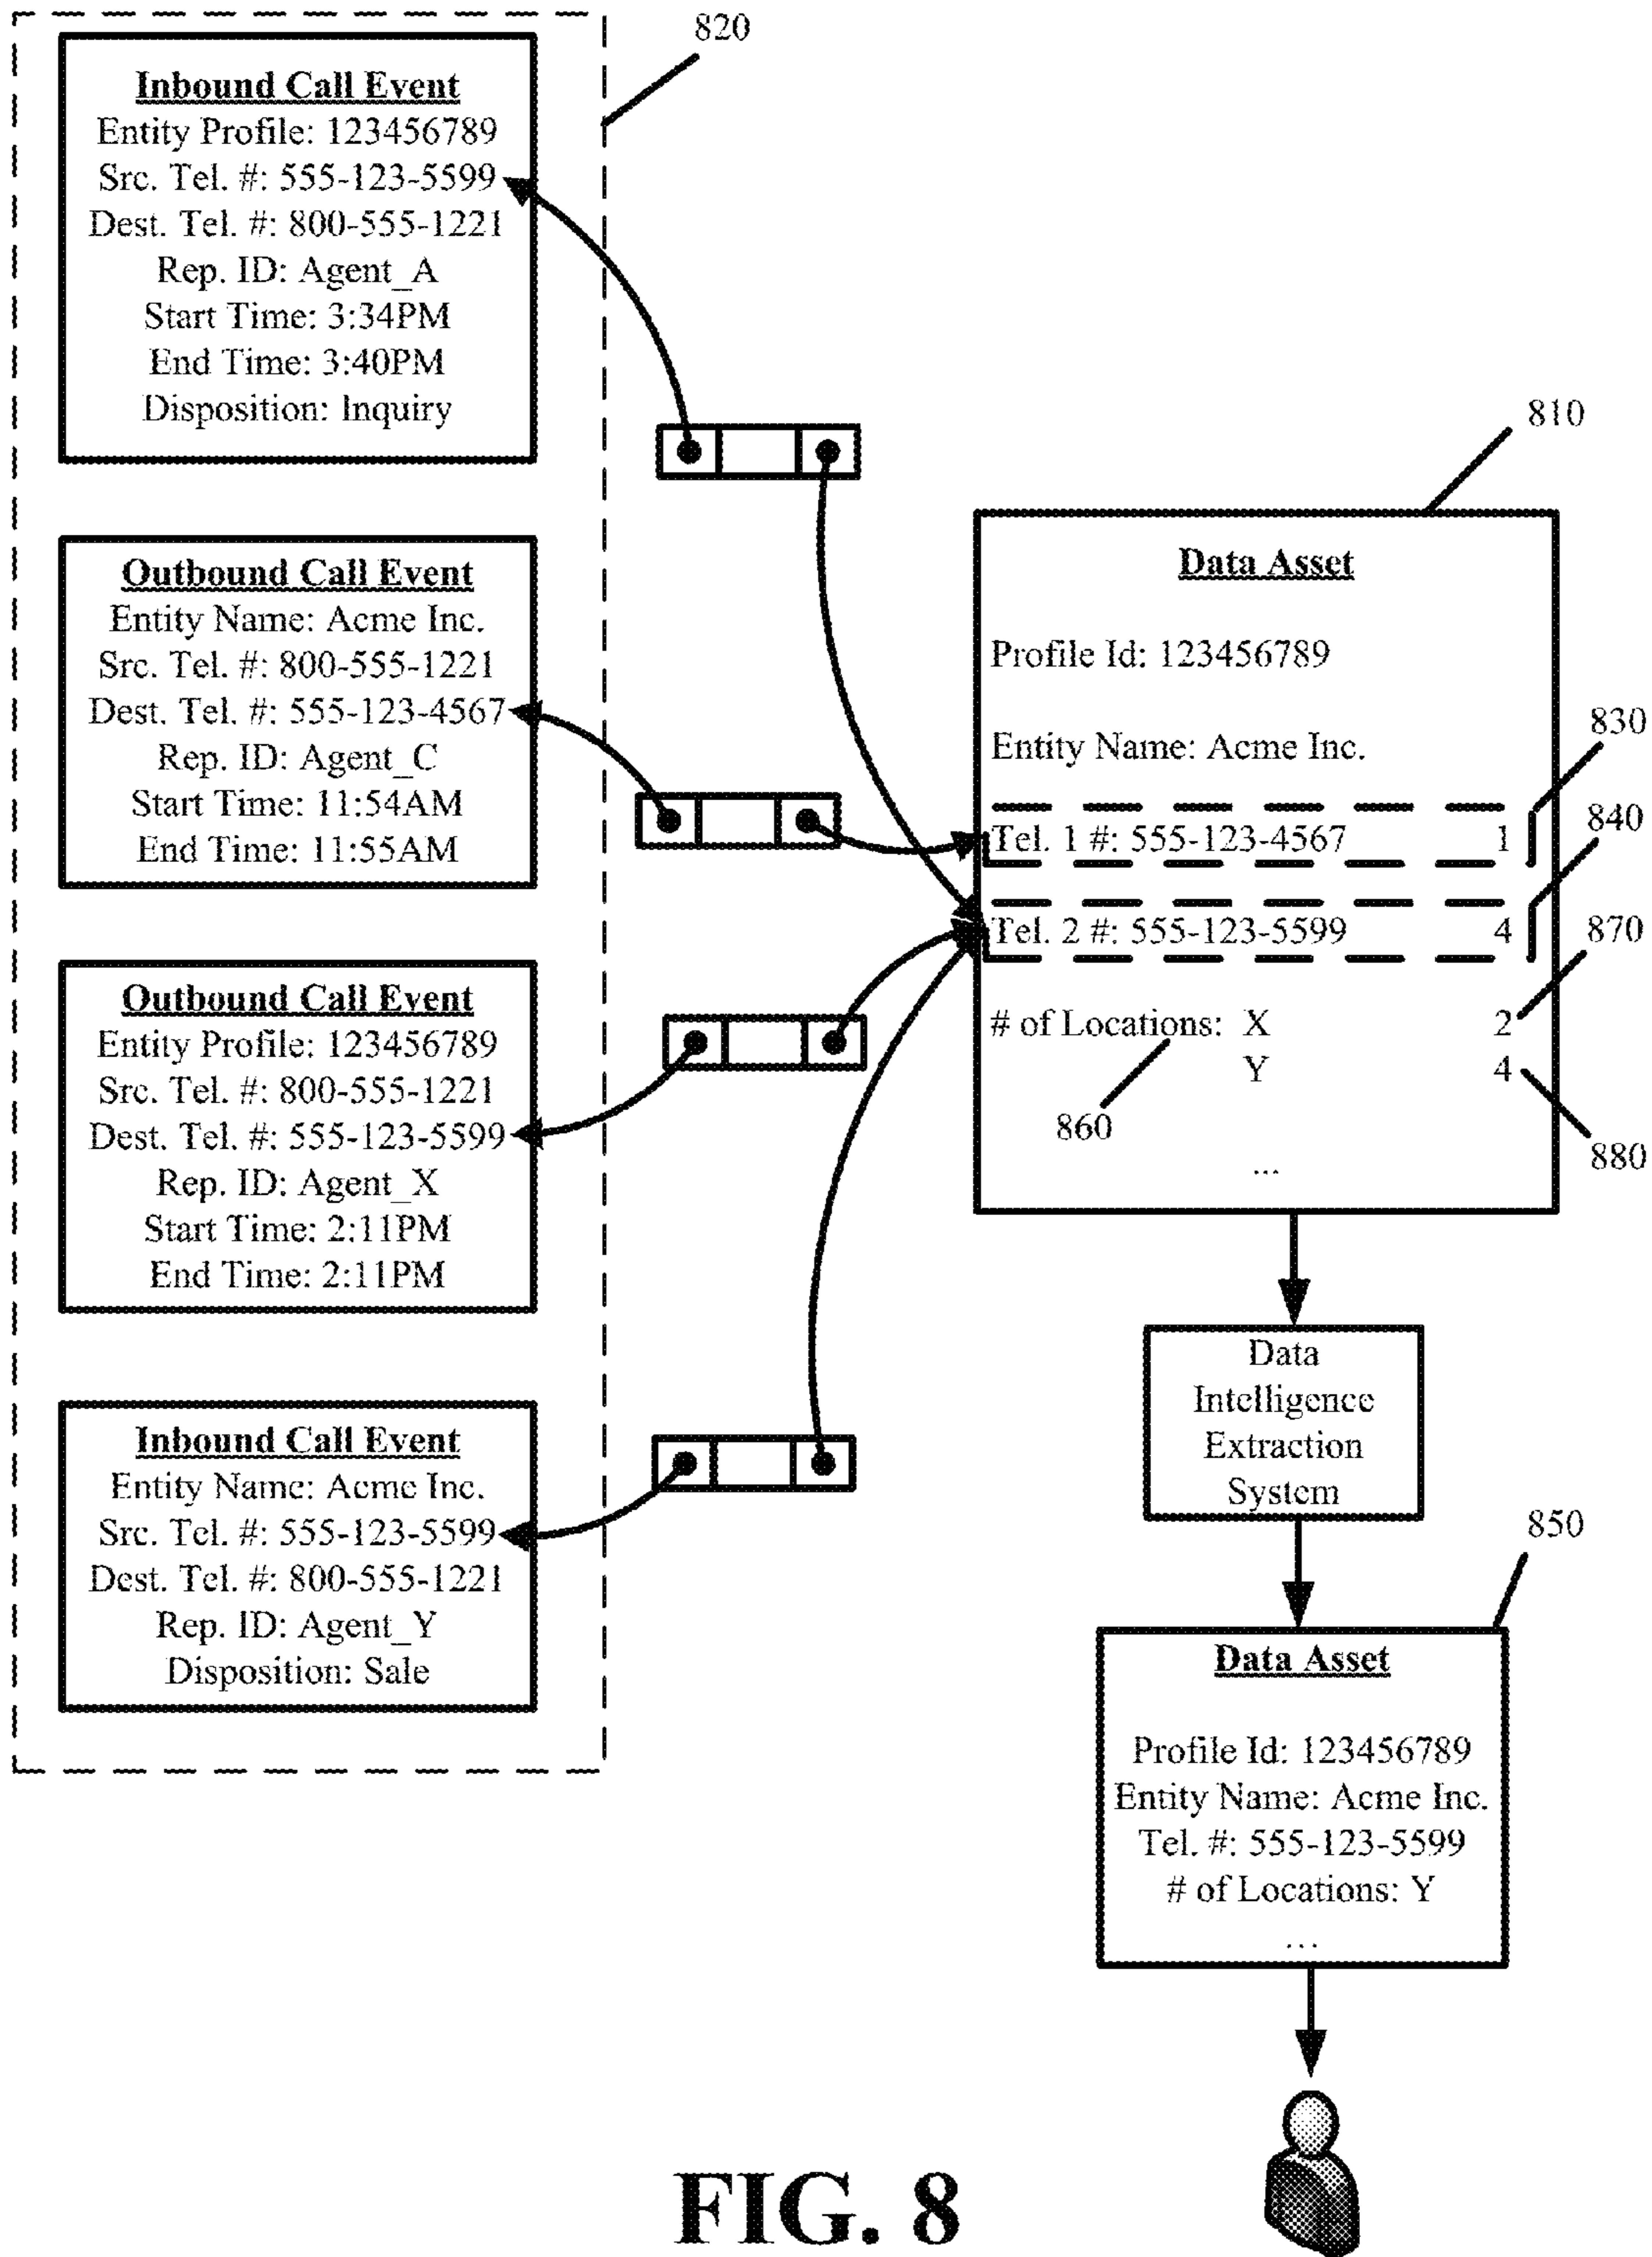 820
Inbound Call Event
Entity Profile: 123456789
Src. Tel. #: 555-123-5599
Dest. Tel. #: 800-555-1221
Rep. ID: Agent_A
Start Time: 3:34PM
End Time: 3:40PM
Disposition: Inquiry
Outbound Call Event
Entity Name: Acme Inc.
Src. Tel. #: 800-555-1221
Dest. Tel. #: 555-123-4567
Rep. ID: Agent_C
Start Time: 11:54AM
End Time: 11:55AM
Outbound Call Event
Entity Profile: 123456789
Src. Tel. #: 800-555-1221
Dest. Tel. #: 555-123-5599
Rep. ID: Agent_X
Start Time: 2:11PM
End Time: 2:11PM
Inbound Call Event
Entity Name: Acme Inc.
Src. Tel. #: 555-123-5599
Dest. Tel. #: 800-555-1221
Rep. ID: Agent_Y
Disposition: Sale
810
Data Asset
Profile Id: 123456789
Entity Name: Acme Inc.
830
Tel. 1 #: 555-123-4567 1
840
Tel. 2 #: 555-123-5599 4
870
# of Locations: X 2
Y 4
860
880
...
Data
Intelligence
Extraction
System
850
Data Asset
Profile Id: 123456789
Entity Name: Acme Inc.
Tel. #: 555-123-5599
# of Locations: Y
...
FIG. 8